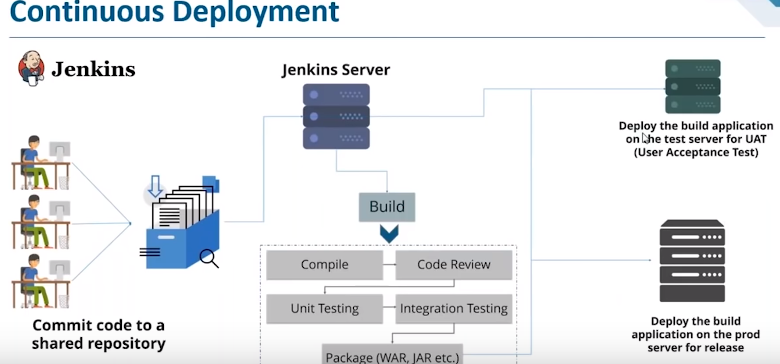 Continuous Deployment
Jenkins
Jenkins Server
Deploy the build application
on the test server for UAT
(User Acceptance Test)
Build
Compile
Code Review
Unit Testing
Integration Testing
Package (WAR, JAR etc.)
Commit code to a
shared repository
Deploy the build
application on the prod
server for release